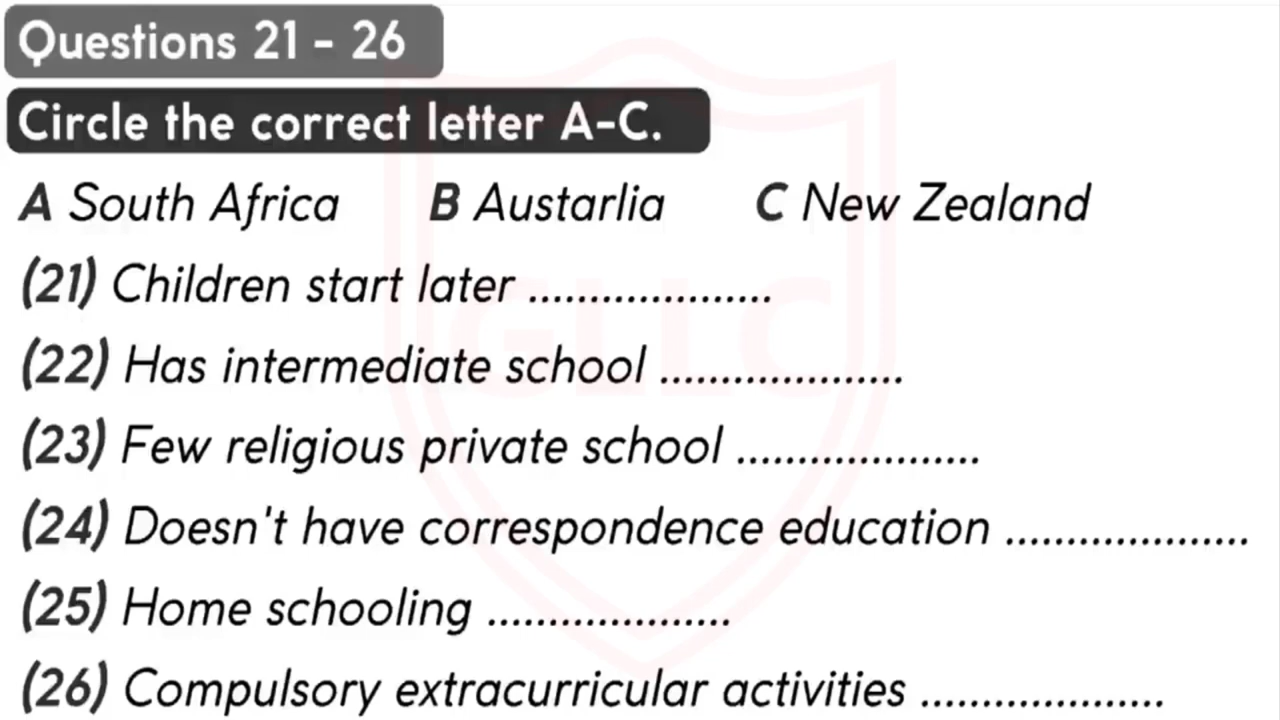 Questions 21 - 26
Circle the correct letter A-C.
A South Africa B Austarlia C New Zealand
(21) Children start later ....................
(22) Has intermediate school ....................
(23) Few religious private school ....................
(24) Doesn't have correspondence education ....................
(25) Home schooling ....................
(26) Compulsory extracurricular activities ....................
GLLC